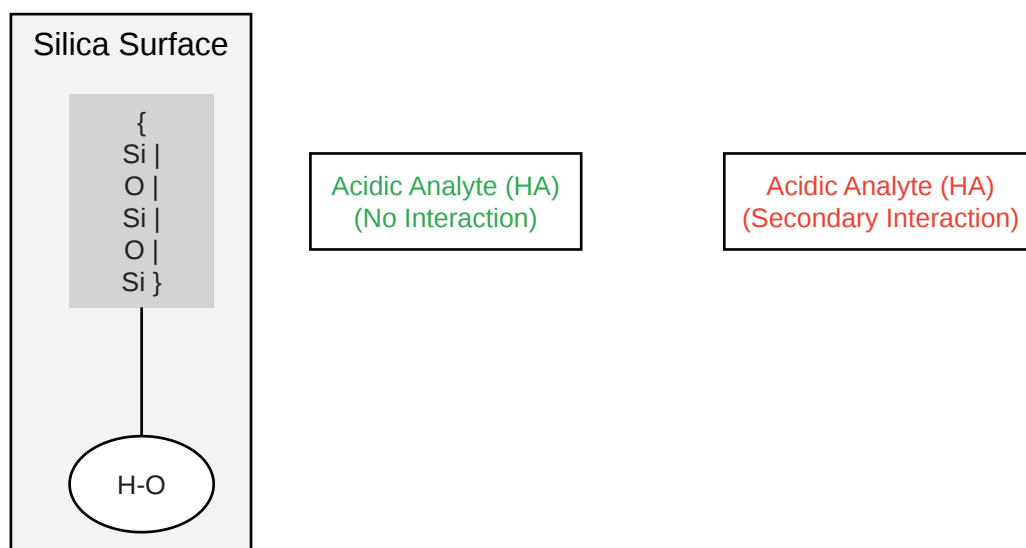 Silica Surface
{
Si |
O |
Si |
O |
Si }
H-O
Acidic Analyte (HA)
(No Interaction)
Acidic Analyte (HA)
(Secondary Interaction)